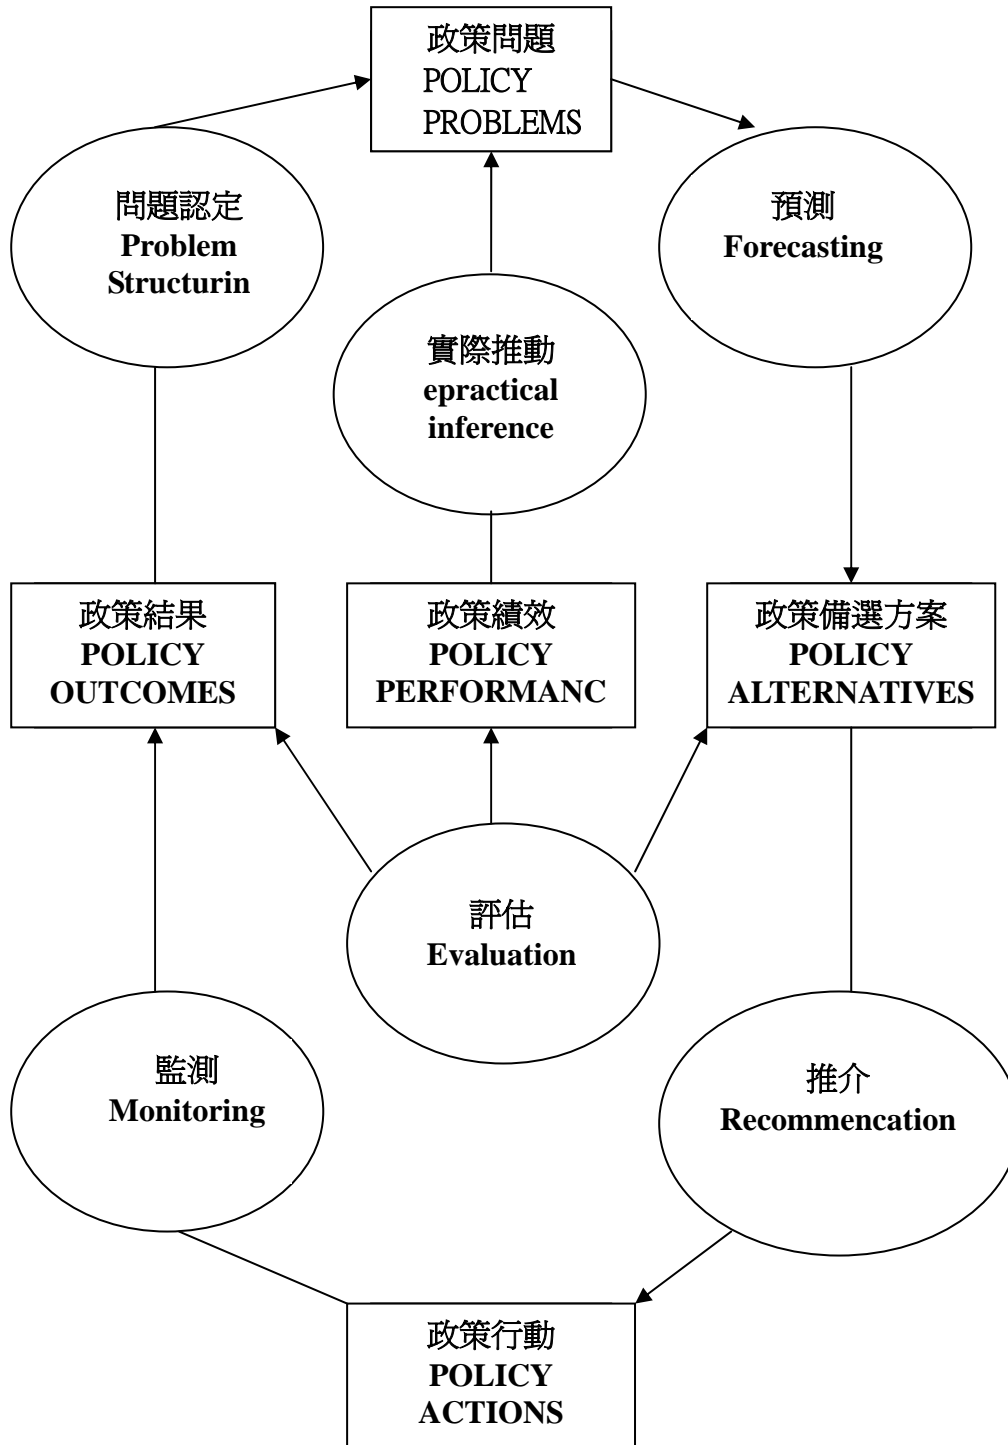 政策問題
POLICY
PROBLEMS
問題認定
Problem
Structurin
預測
Forecasting
實際推動
epractical
inference
政策結果
POLICY
OUTCOMES
政策績效
POLICY
PERFORMANC
政策備選方案
POLICY
ALTERNATIVES
評估
Evaluation
監測
Monitoring
推介
Recommencation
政策行動
POLICY
ACTIONS